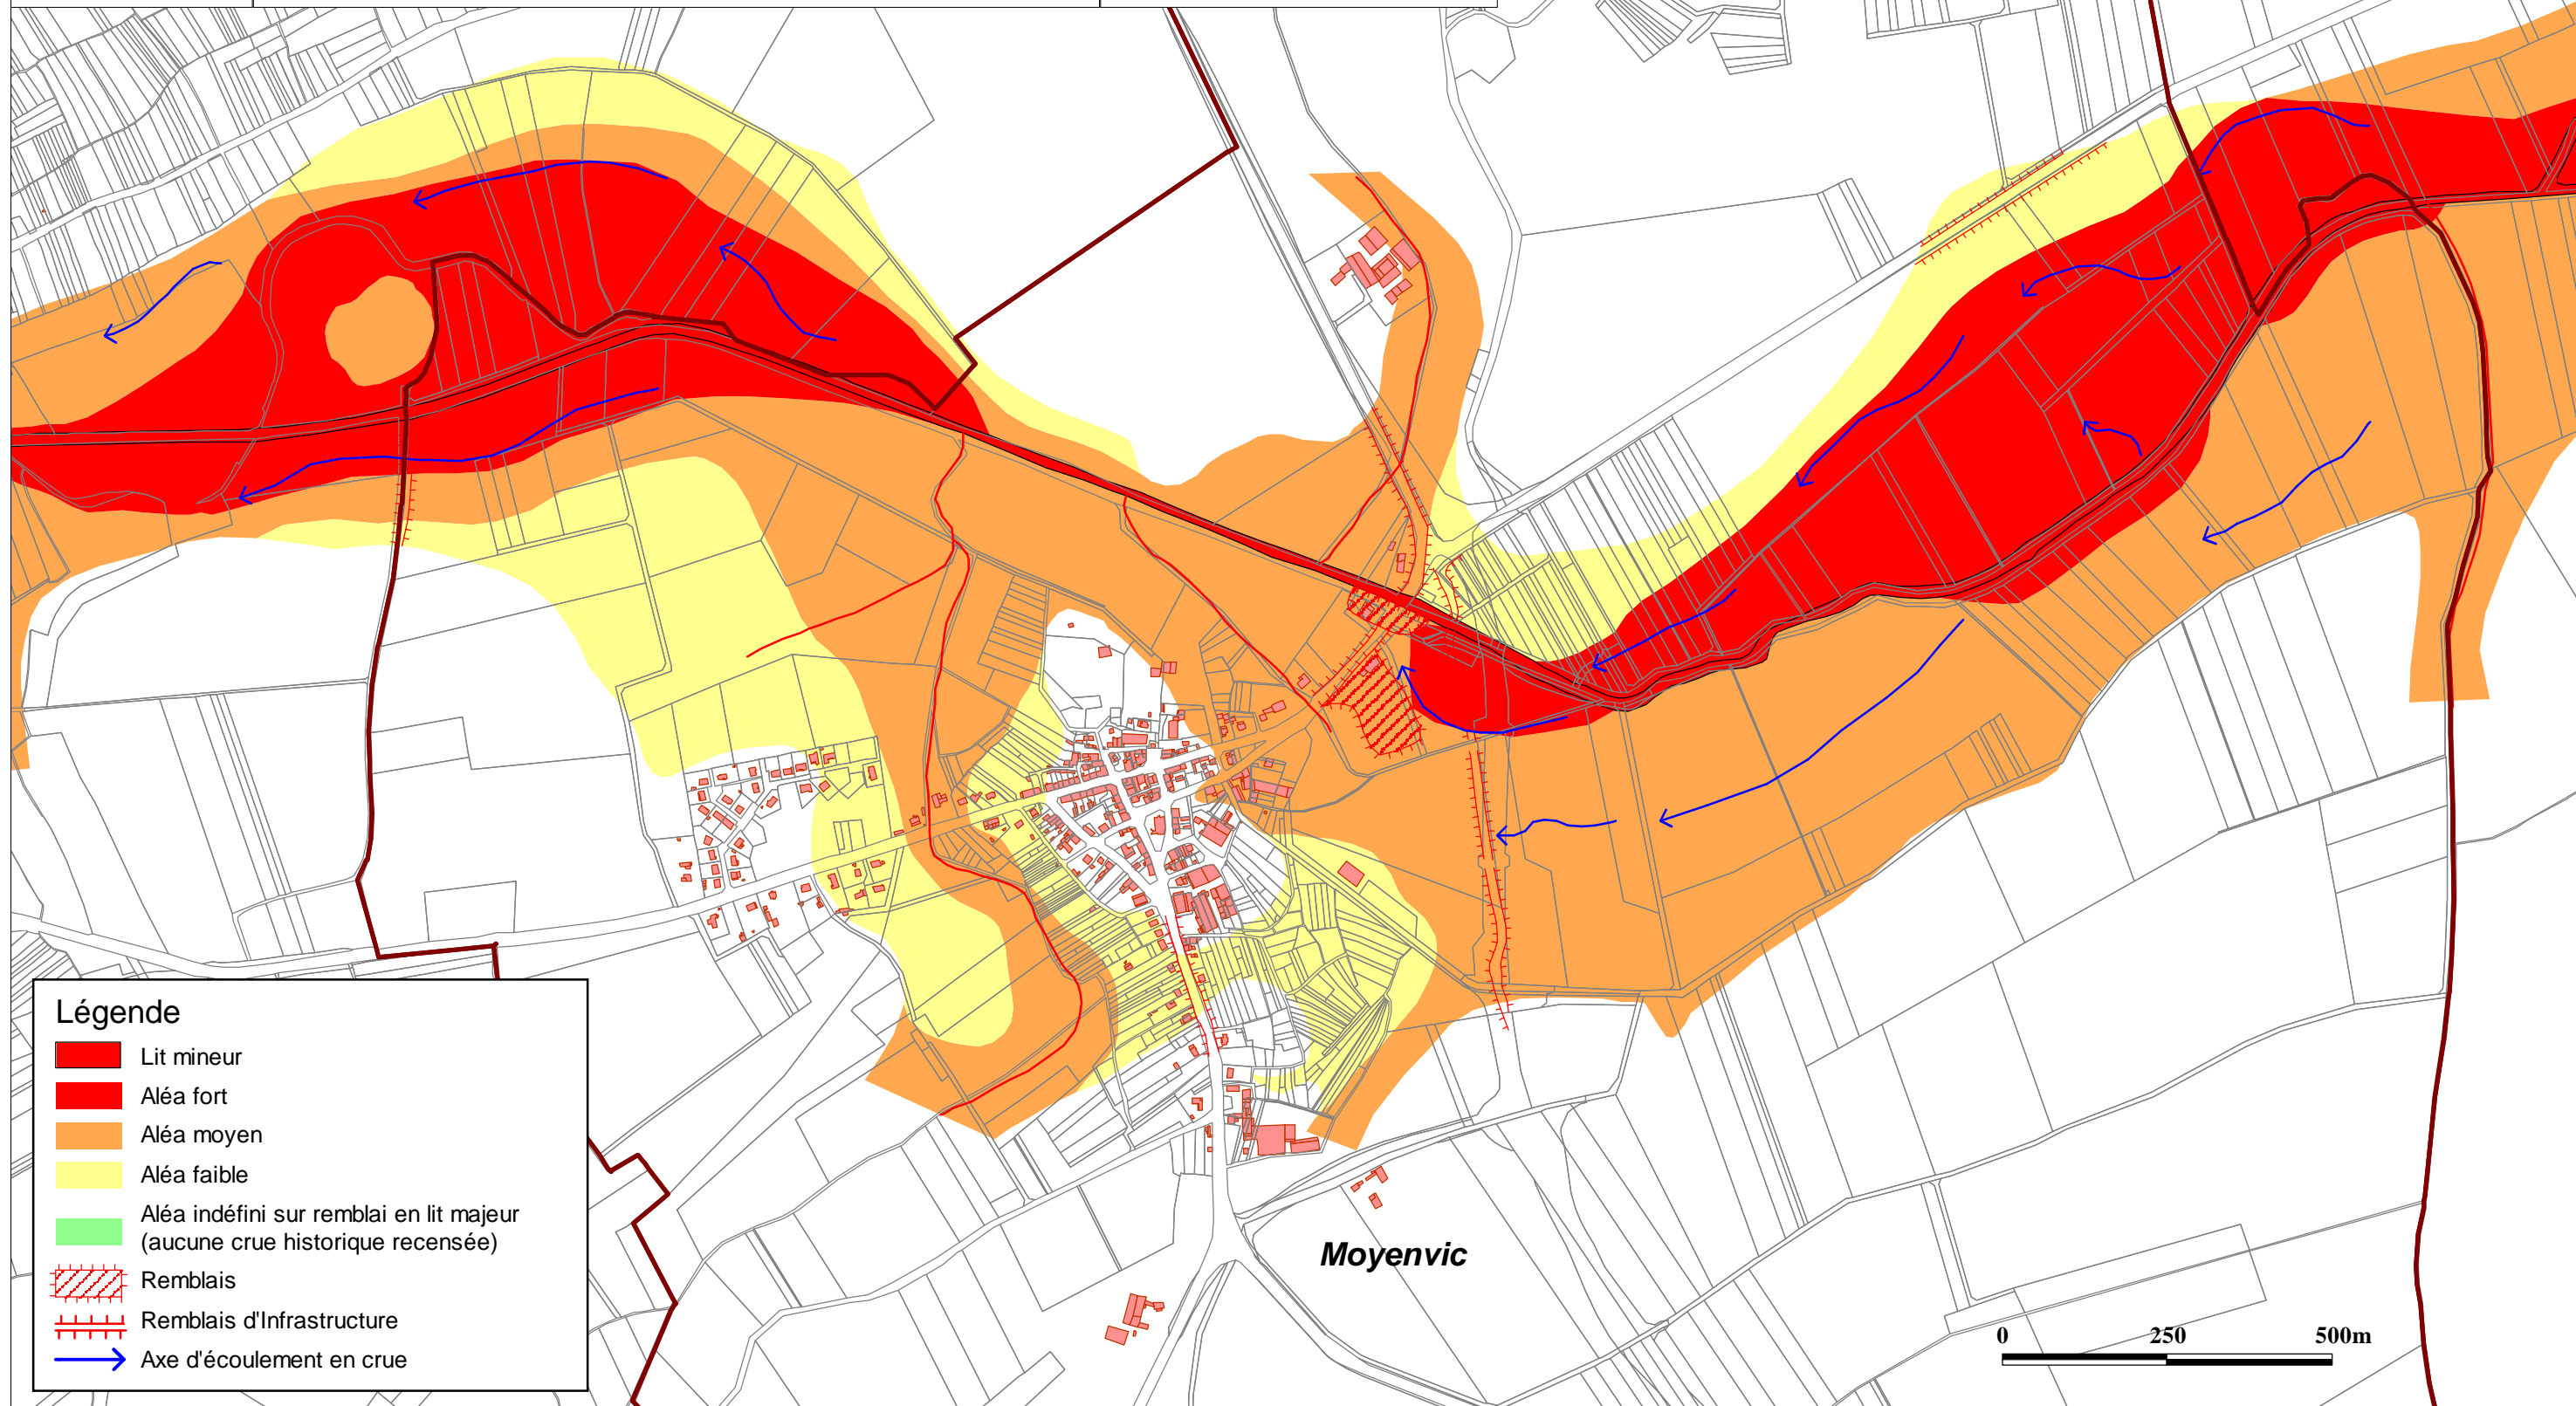 Légende
Lit mineur
Aléa fort
Aléa moyen
Aléa faible
Aléa indéfini sur remblai en lit majeur
(aucune crue historique recensée)
Remblais
Remblais d'Infrastructure
Axe d'écoulement en crue
Moyenvic
0 250 500m